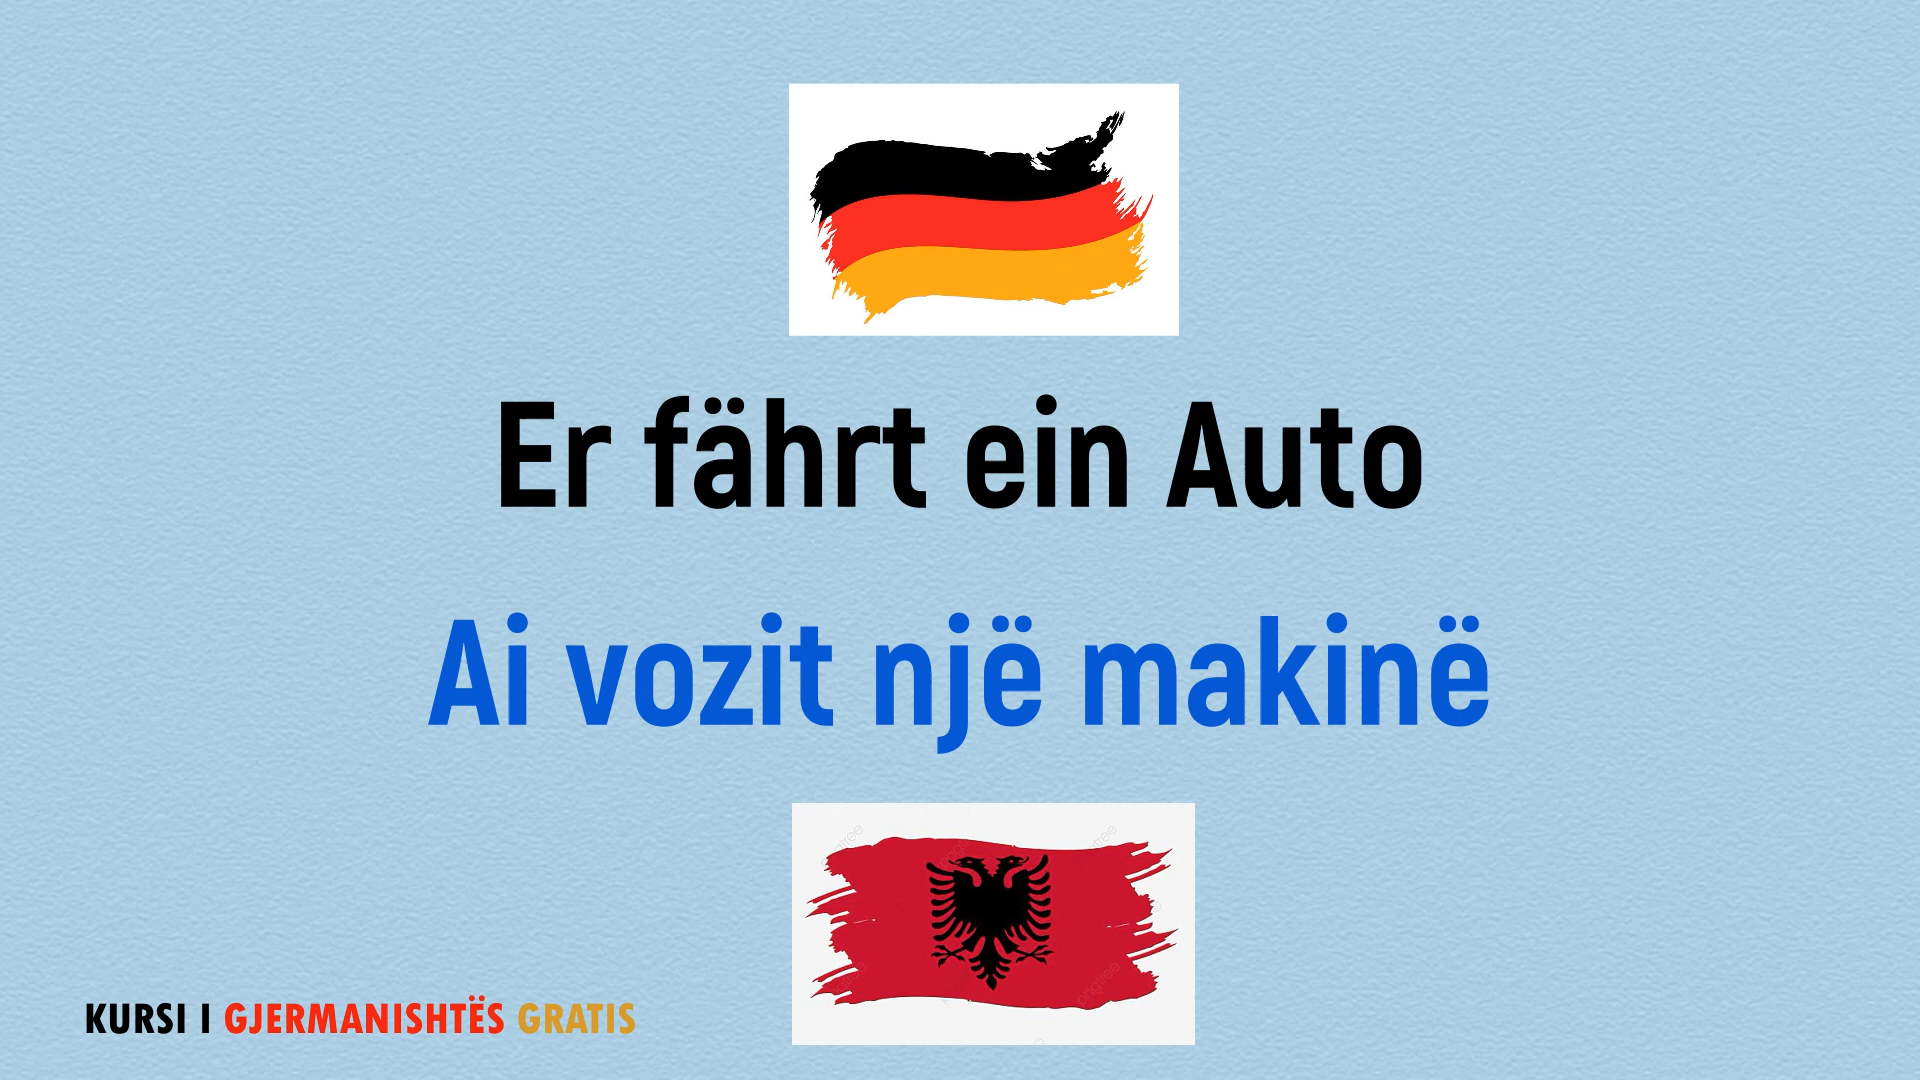 Er fährt ein Auto
Ai vozit një makinë
KURSI I GJERMANISHTËS GRATIS